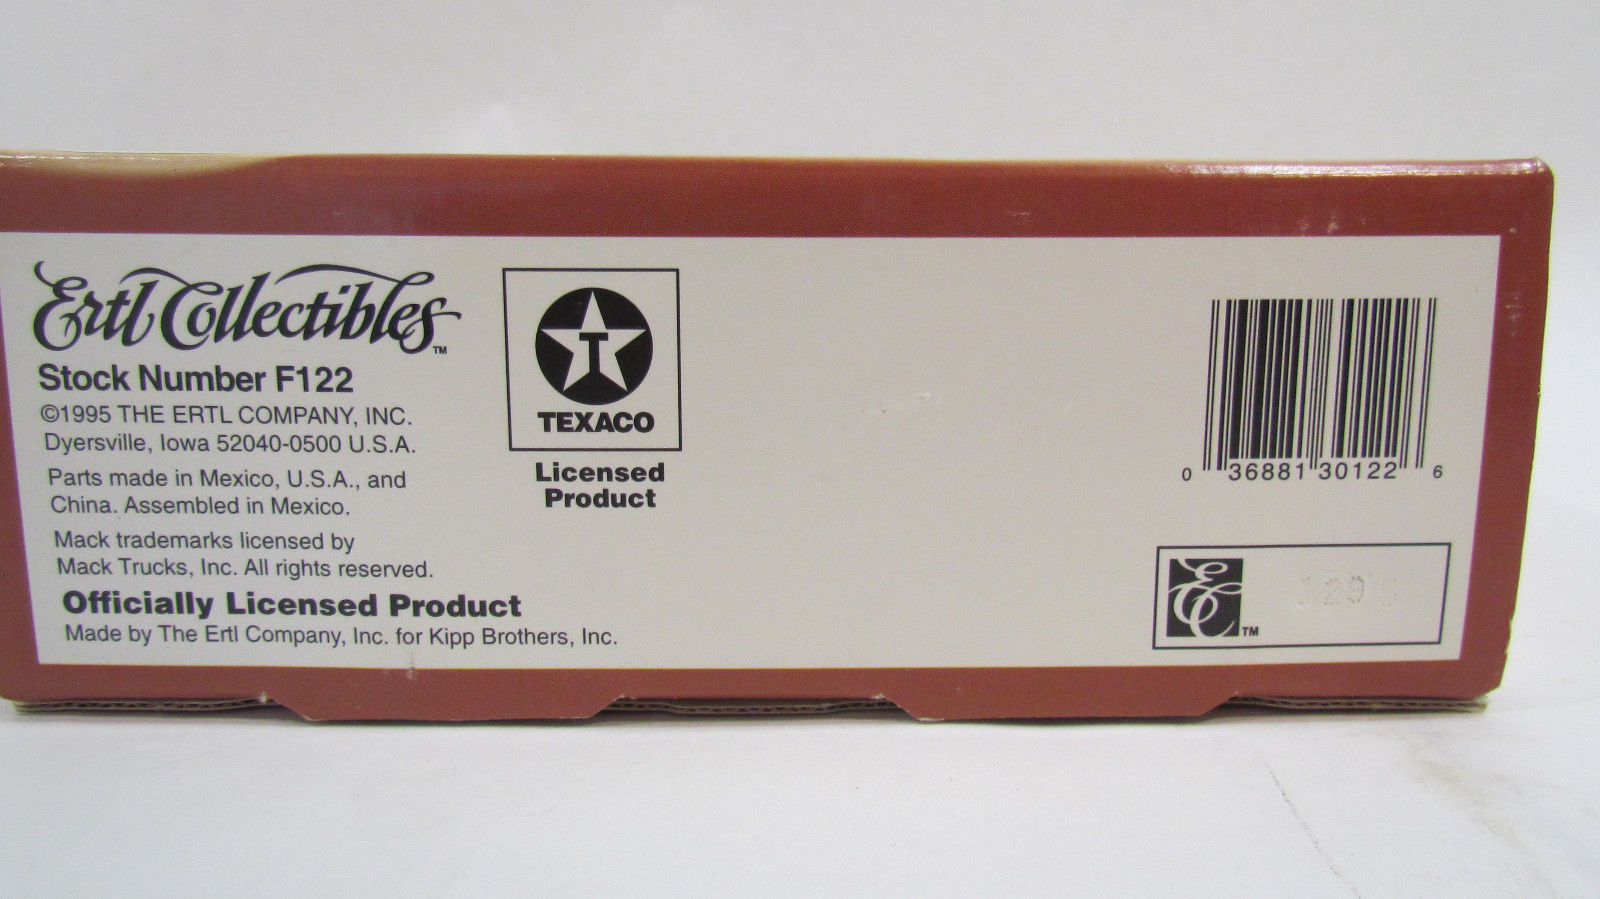 Ertl Collectibles™
Stock Number F122
©1995 THE ERTL COMPANY, INC.
Dyersville, Iowa 52040-0500 U.S.A.
Parts made in Mexico, U.S.A., and
China. Assembled in Mexico.
Mack trademarks licensed by
Mack Trucks, Inc. All rights reserved.
Officially Licensed Product
Made by The Ertl Company, Inc. for Kipp Brothers, Inc.
T
TEXACO
Licensed
Product
0 36881 30122 6
EC™